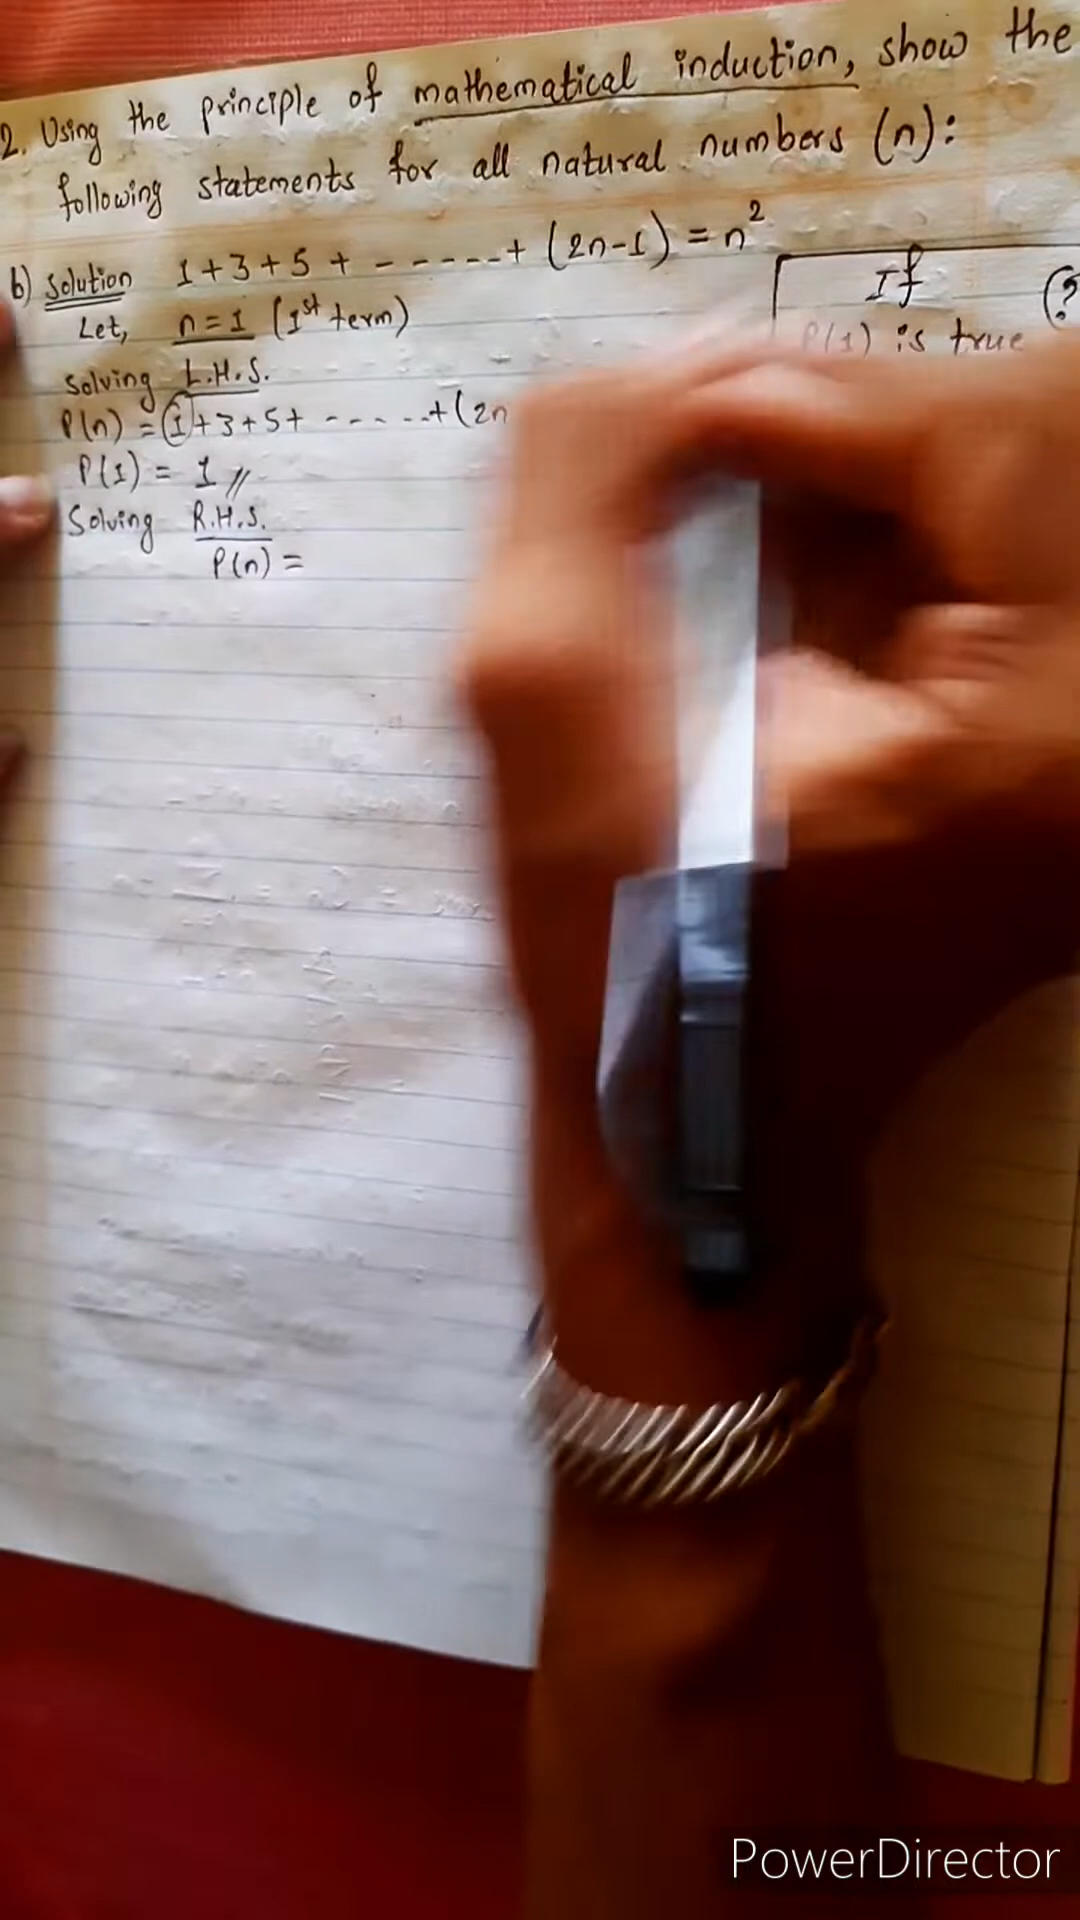 2. Using the principle of mathematical induction, show the
following statements for all natural numbers (n):
b) Solution 1+3+5+ ------+ (2n-1) = n²
Let, n=1 (1st term)
If
(?
P(1) is true
Solving L.H.S.
P(n) = 1+3+5+ ------+(2n
P(1) = 1 //
Solving R.H.S.
P(n) =
PowerDirector